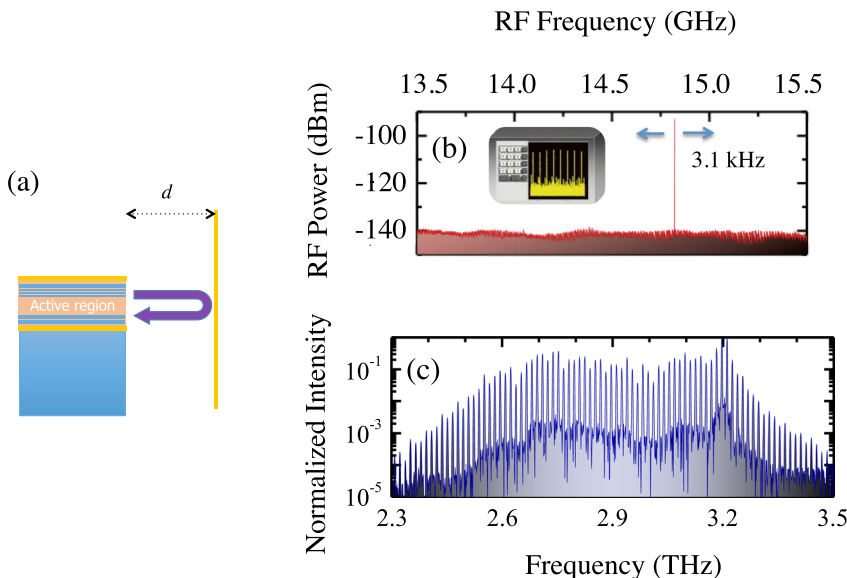 RF Frequency (GHz)
13.5 14.0 14.5 15.0 15.5
RF Power (dBm)
-100
-120
-140
(b)
3.1 kHz
(a)
d
Active region
Normalized Intensity
10-1
10-3
10-5
(c)
2.3 2.6 2.9 3.2 3.5
Frequency (THz)